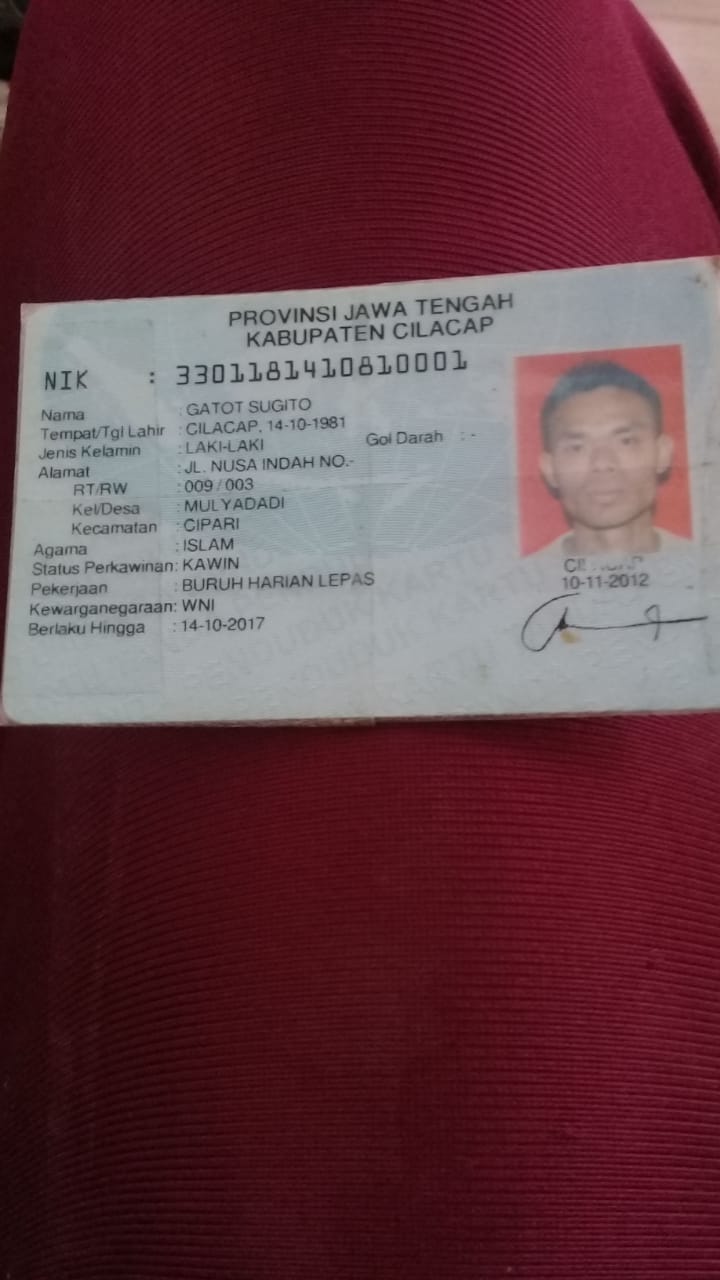 PROVINSI JAWA TENGAH
KABUPATEN CILACAP
NIK : 3301181410810001
Nama : GATOT SUGITO
Tempat/Tgl Lahir : CILACAP, 14-10-1981
Jenis Kelamin : LAKI-LAKI Gol Darah : -
Alamat : JL. NUSA INDAH NO.-
RT/RW : 009 / 003
Kel/Desa : MULYADADI
Kecamatan : CIPARI
Agama : ISLAM
Status Perkawinan: KAWIN
Pekerjaan : BURUH HARIAN LEPAS
Kewarganegaraan: WNI
Berlaku Hingga : 14-10-2017
10-11-2012